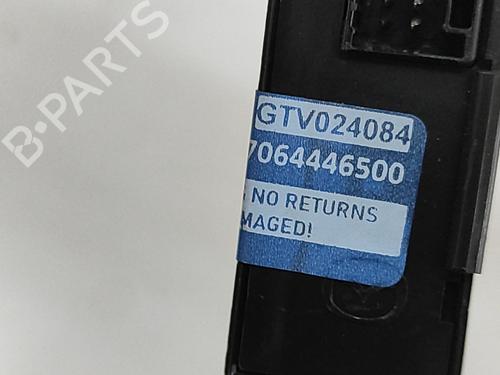 B-PARTS
GTV024084
7064446500
NO RETURNS
MAGED!